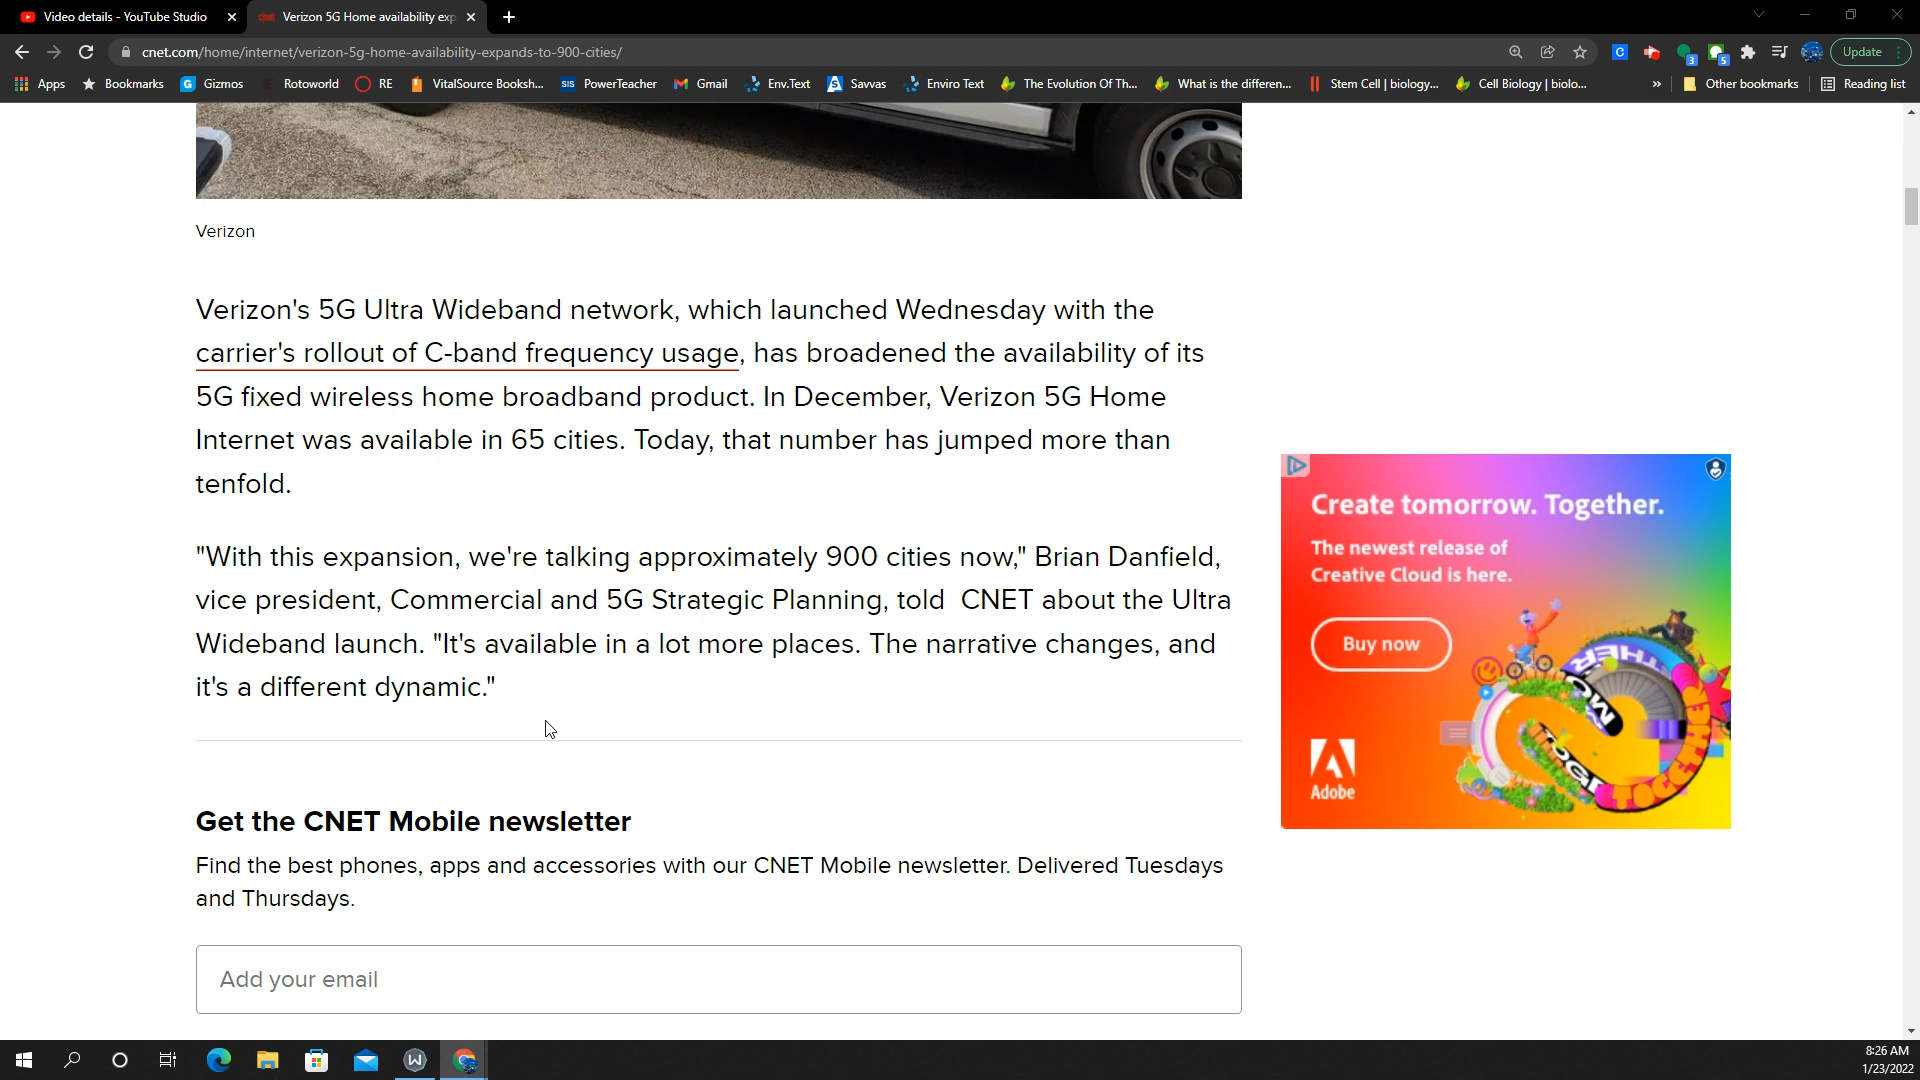 Video details - YouTube Studio
cnet
Verizon 5G Home availability exp
cnet.com/home/internet/verizon-5g-home-availability-expands-to-900-cities/
3
5
Update
Apps
Bookmarks
Gizmos
Rotoworld
RE
VitalSource Booksh...
SIS PowerTeacher
Gmail
Env.Text
Savvas
Enviro Text
The Evolution Of Th...
What is the differen...
Stem Cell | biology...
Cell Biology | biolo...
»
Other bookmarks
Reading list
Verizon
Verizon's 5G Ultra Wideband network, which launched Wednesday with the
carrier's rollout of C-band frequency usage, has broadened the availability of its
5G fixed wireless home broadband product. In December, Verizon 5G Home
Internet was available in 65 cities. Today, that number has jumped more than
tenfold.
"With this expansion, we're talking approximately 900 cities now," Brian Danfield,
vice president, Commercial and 5G Strategic Planning, told CNET about the Ultra
Wideband launch. "It's available in a lot more places. The narrative changes, and
it's a different dynamic."
Get the CNET Mobile newsletter
Find the best phones, apps and accessories with our CNET Mobile newsletter. Delivered Tuesdays
and Thursdays.
Add your email
Create tomorrow. Together.
The newest release of
Creative Cloud is here.
Buy now
Adobe
8:26 AM
1/23/2022